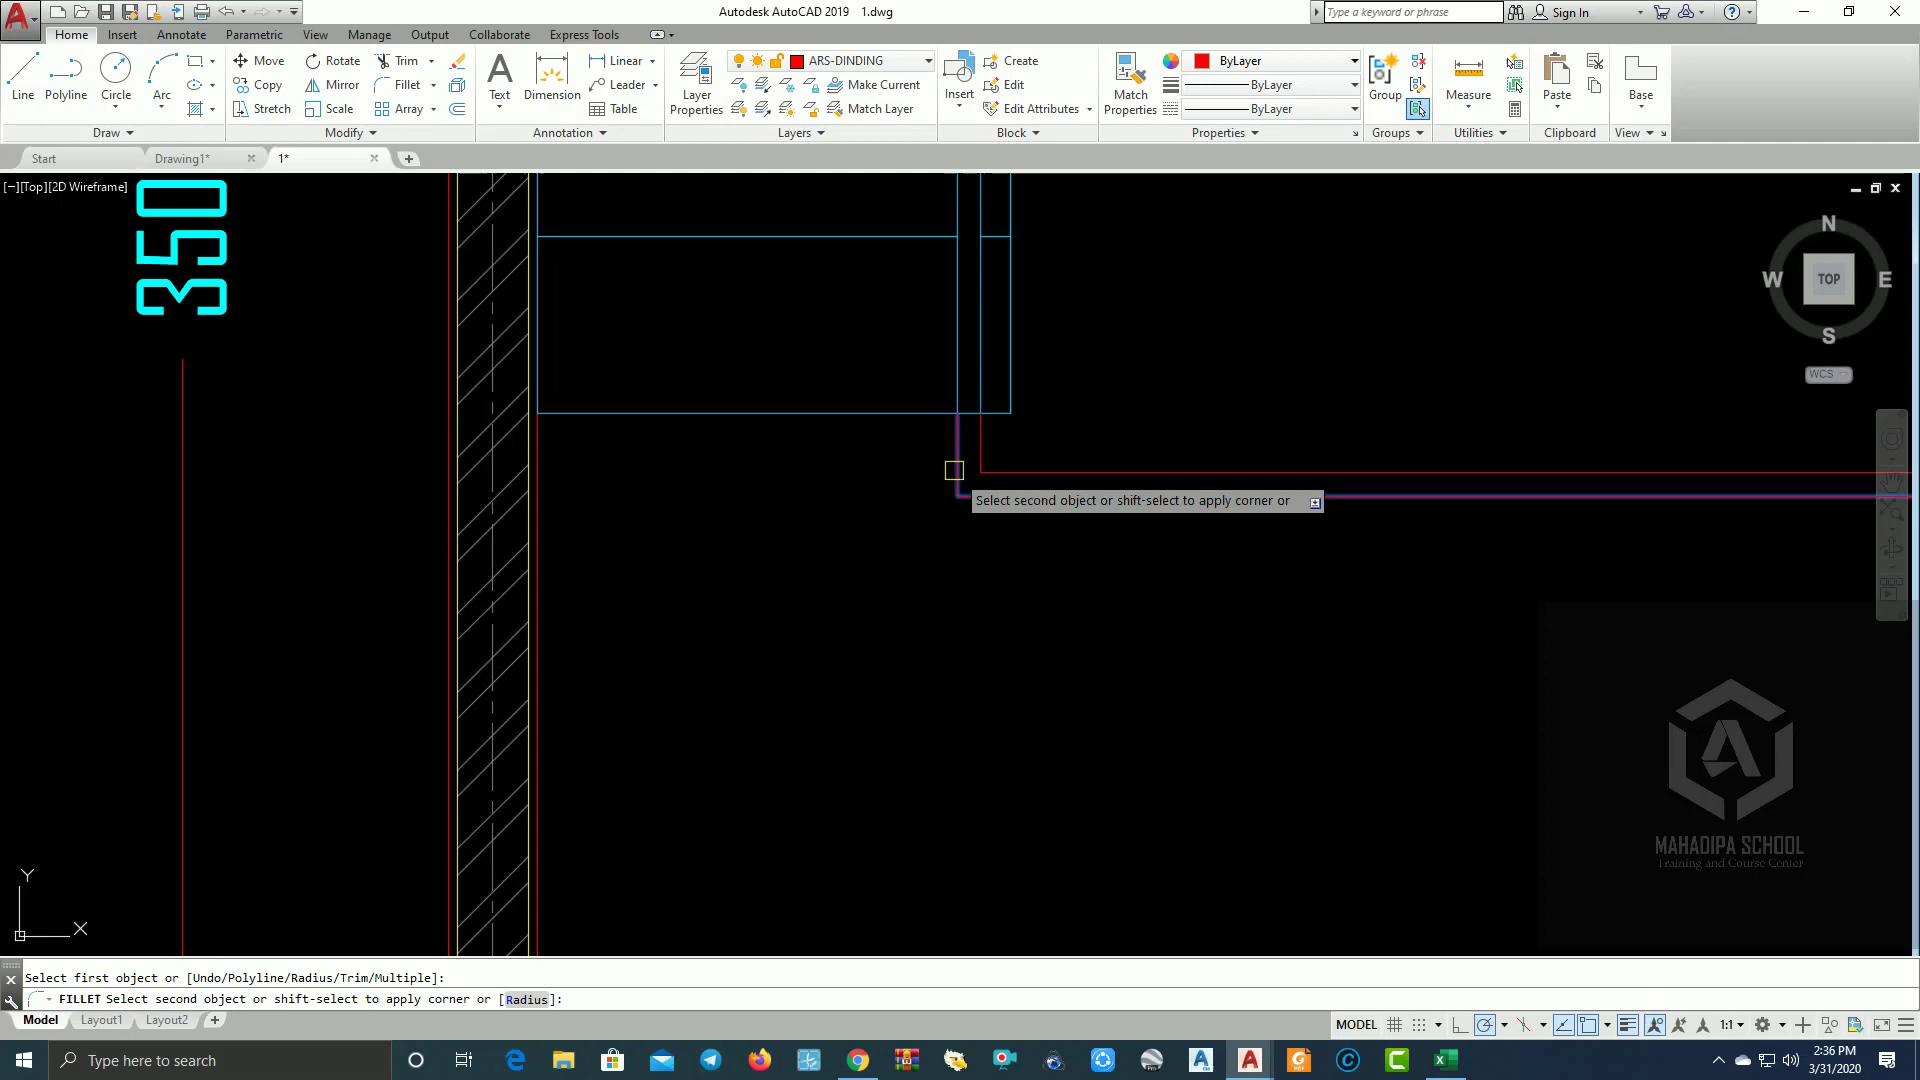 Autodesk AutoCAD 2019 1.dwg
Type a keyword or phrase
Sign In
Home Insert Annotate Parametric View Manage Output Collaborate Express Tools
Line Polyline Circle Arc
Move Rotate Trim
Copy Mirror Fillet
Stretch Scale Array
Text Dimension
Linear
Leader
Table
Layer Properties
ARS-DINDING
Make Current
Match Layer
Insert
Create
Edit
Edit Attributes
Match Properties
ByLayer
ByLayer
ByLayer
Group
Measure
Paste
Base
Draw Modify Annotation Layers Block Properties Groups Utilities Clipboard View
Start Drawing1* 1*
[−][Top][2D Wireframe]
350
N
W TOP E
S
WCS
Select second object or shift-select to apply corner or
MAHADIPA SCHOOL
Training and Course Center
Y
X
Select first object or [Undo/Polyline/Radius/Trim/Multiple]:
FILLET Select second object or shift-select to apply corner or [Radius]:
Model Layout1 Layout2
MODEL 1:1
Type here to search
2:36 PM
3/31/2020